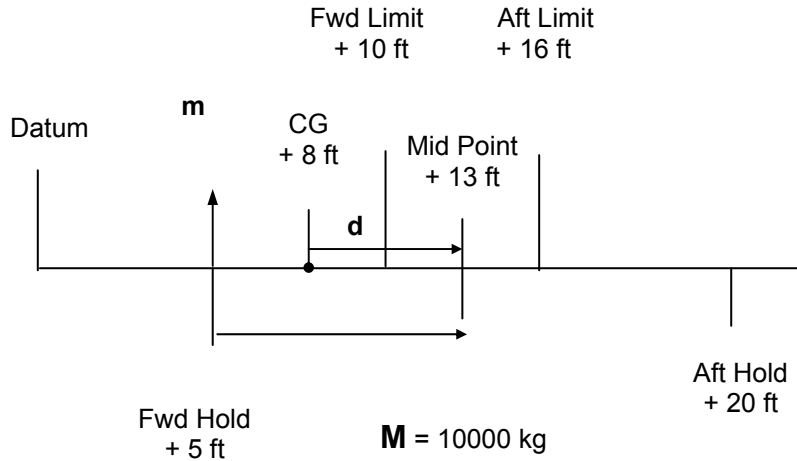 Fwd Limit
+ 10 ft
Aft Limit
+ 16 ft
m
Datum
CG
+ 8 ft
Mid Point
+ 13 ft
d
Fwd Hold
+ 5 ft
M = 10000 kg
Aft Hold
+ 20 ft